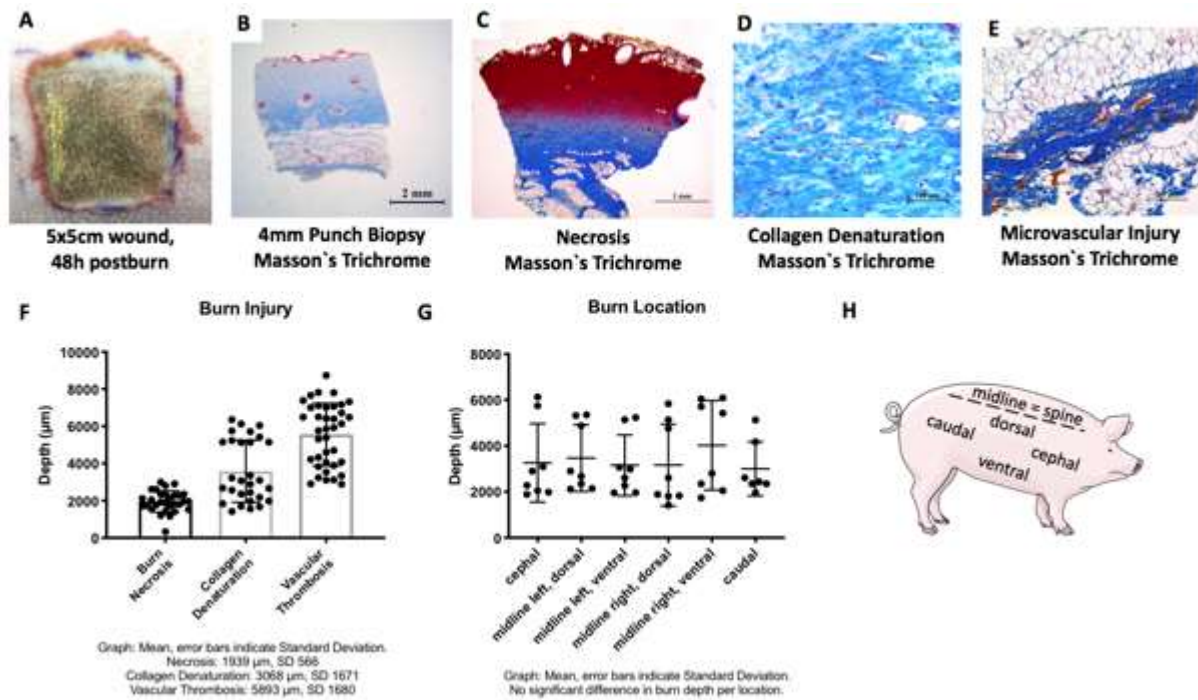 A
B
C
D
E
2 mm
1 mm
5x5cm wound,
48h postburn
4mm Punch Biopsy
Masson`s Trichrome
Necrosis
Masson`s Trichrome
Collagen Denaturation
Masson`s Trichrome
Microvascular Injury
Masson`s Trichrome
F
Burn Injury
Depth (µm)
10000
8000
6000
4000
2000
0
Burn
Necrosis
Collagen
Denaturation
Vascular
Thrombosis
Graph: Mean, error bars indicate Standard Deviation.
Necrosis: 1939 µm, SD 566
Collagen Denaturation: 3068 µm, SD 1671
Vascular Thrombosis: 5893 µm, SD 1680
G
Burn Location
Depth (µm)
8000
6000
4000
2000
0
cephal
midline left, dorsal
midline left, ventral
midline right, dorsal
midline right, ventral
caudal
Graph: Mean, error bars indicate Standard Deviation.
No significant difference in burn depth per location.
H
midline = spine
dorsal
caudal
cephal
ventral